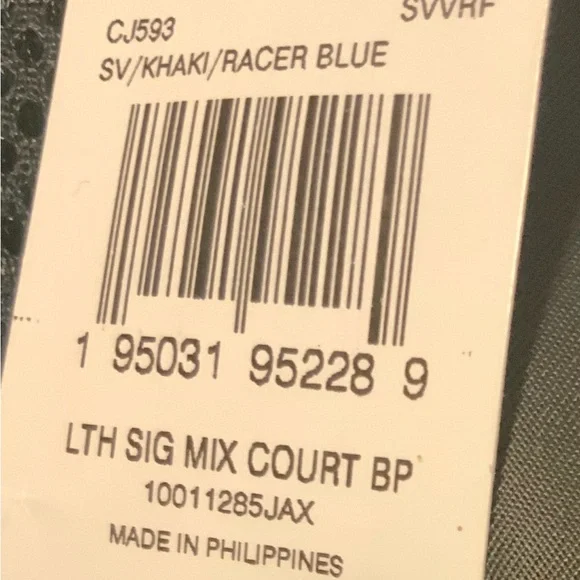 SVVRF
CJ593
SV/KHAKI/RACER BLUE
1 95031 95228 9
LTH SIG MIX COURT BP
10011285JAX
MADE IN PHILIPPINES